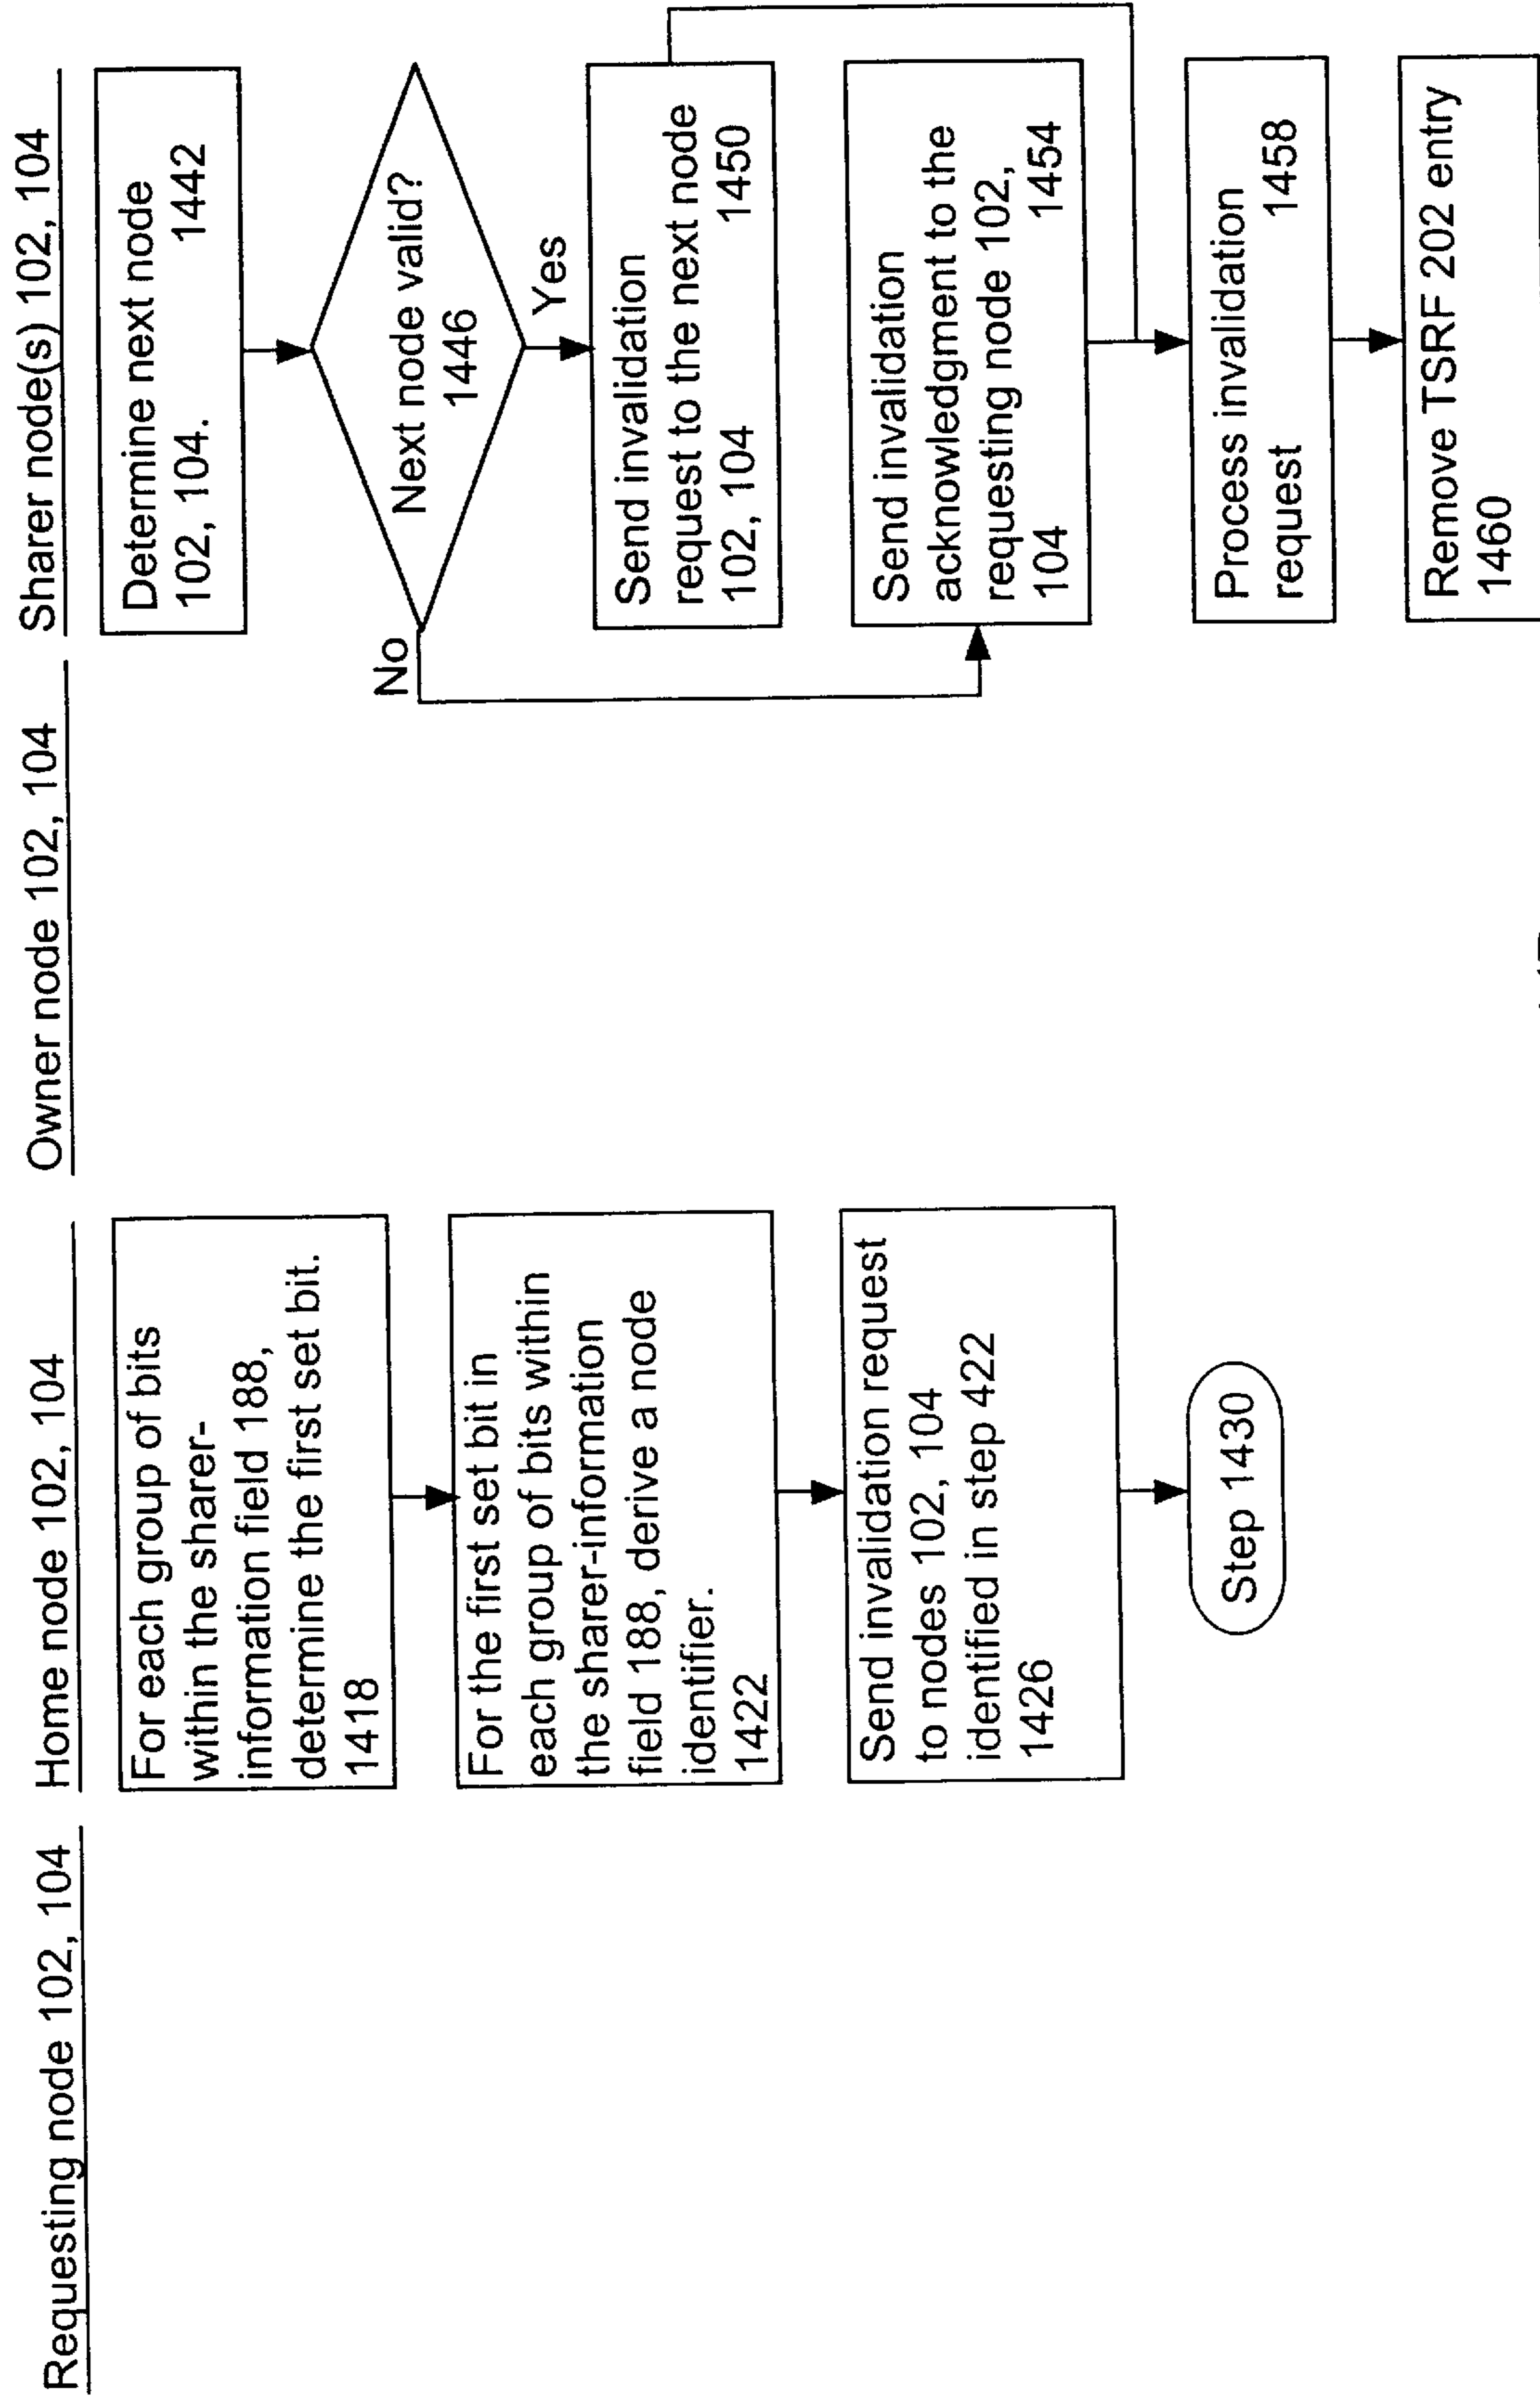 Requesting node 102, 104
Home node 102, 104
Owner node 102, 104
Sharer node(s) 102, 104
For each group of bits
within the sharer-
information field 188,
determine the first set bit.
1418
For the first set bit in
each group of bits within
the sharer-information
field 188, derive a node
identifier.
1422
Send invalidation request
to nodes 102, 104
identified in step 422
1426
Step 1430
Determine next node
102, 104. 1442
Next node valid?
1446
No
Yes
Send invalidation
request to the next node
102, 104 1450
Send invalidation
acknowledgment to the
requesting node 102,
104 1454
Process invalidation
request 1458
Remove TSRF 202 entry
1460